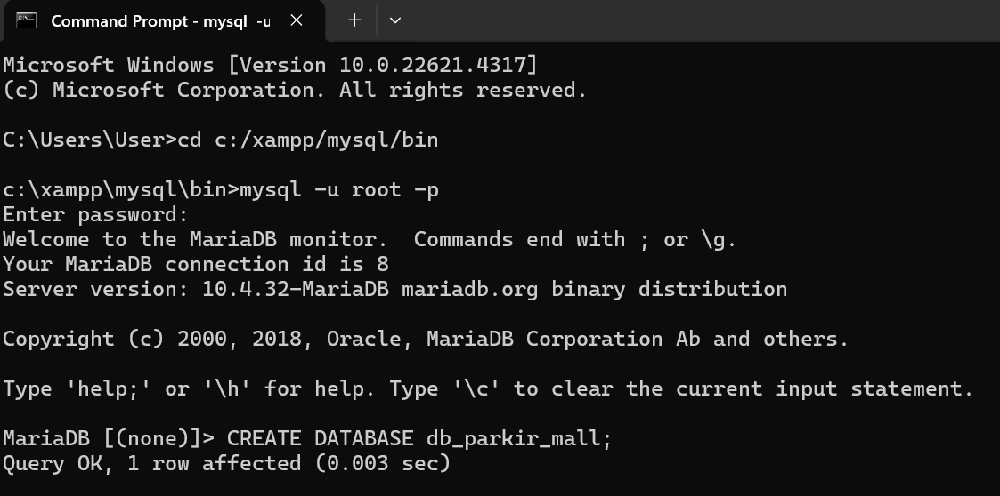 Command Prompt - mysql -u
Microsoft Windows [Version 10.0.22621.4317]
(c) Microsoft Corporation. All rights reserved.
C:\Users\User>cd c:/xampp/mysql/bin
c:\xampp\mysql\bin>mysql -u root -p
Enter password:
Welcome to the MariaDB monitor.  Commands end with ; or \g.
Your MariaDB connection id is 8
Server version: 10.4.32-MariaDB mariadb.org binary distribution
Copyright (c) 2000, 2018, Oracle, MariaDB Corporation Ab and others.
Type 'help;' or '\h' for help. Type '\c' to clear the current input statement.
MariaDB [(none)]> CREATE DATABASE db_parkir_mall;
Query OK, 1 row affected (0.003 sec)